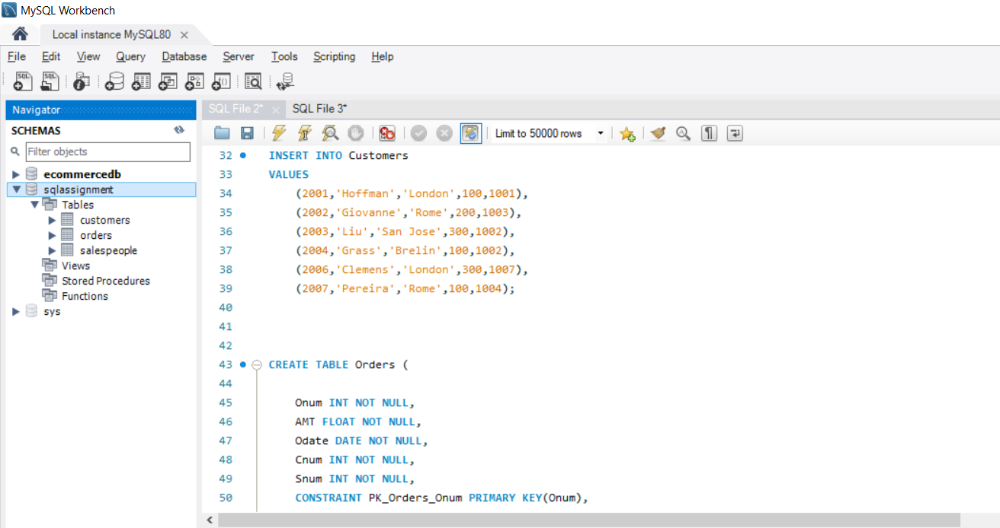 MySQL Workbench
Local instance MySQL80
File Edit View Query Database Server Tools Scripting Help
SQL SQL
Navigator
SCHEMAS
Filter objects
ecommercedb
sqlassignment
Tables
customers
orders
salespeople
Views
Stored Procedures
Functions
sys
SQL File 2* SQL File 3*
Limit to 50000 rows
32 INSERT INTO Customers
33 VALUES
34 (2001,'Hoffman','London',100,1001),
35 (2002,'Giovanne','Rome',200,1003),
36 (2003,'Liu','San Jose',300,1002),
37 (2004,'Grass','Brelin',100,1002),
38 (2006,'Clemens','London',300,1007),
39 (2007,'Pereira','Rome',100,1004);
40
41
42
43 CREATE TABLE Orders (
44
45 Onum INT NOT NULL,
46 AMT FLOAT NOT NULL,
47 Odate DATE NOT NULL,
48 Cnum INT NOT NULL,
49 Snum INT NOT NULL,
50 CONSTRAINT PK_Orders_Onum PRIMARY KEY(Onum),